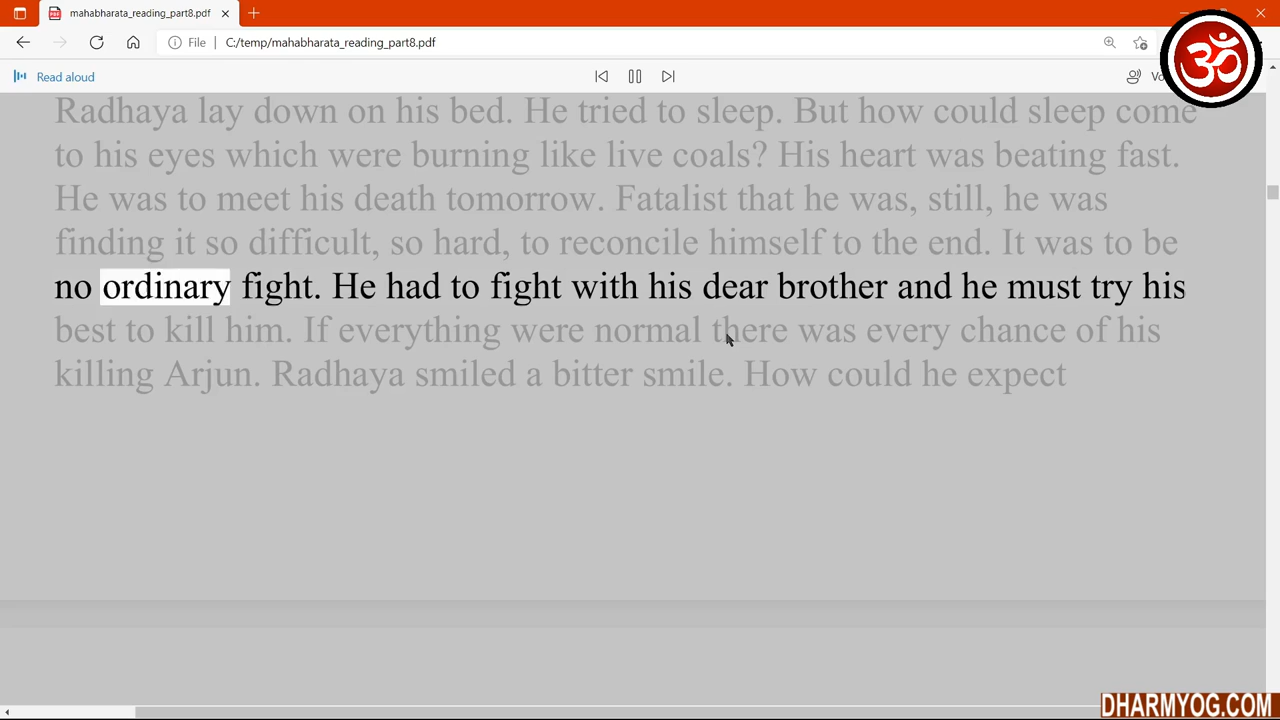 mahabharata_reading_part8.pdf
File
C:/temp/mahabharata_reading_part8.pdf
Read aloud
ॐ
Radhaya lay down on his bed. He tried to sleep. But how could sleep come
to his eyes which were burning like live coals? His heart was beating fast.
He was to meet his death tomorrow. Fatalist that he was, still, he was
finding it so difficult, so hard, to reconcile himself to the end. It was to be
no ordinary fight. He had to fight with his dear brother and he must try his
best to kill him. If everything were normal there was every chance of his
killing Arjun. Radhaya smiled a bitter smile. How could he expect
DHARMYOG.COM